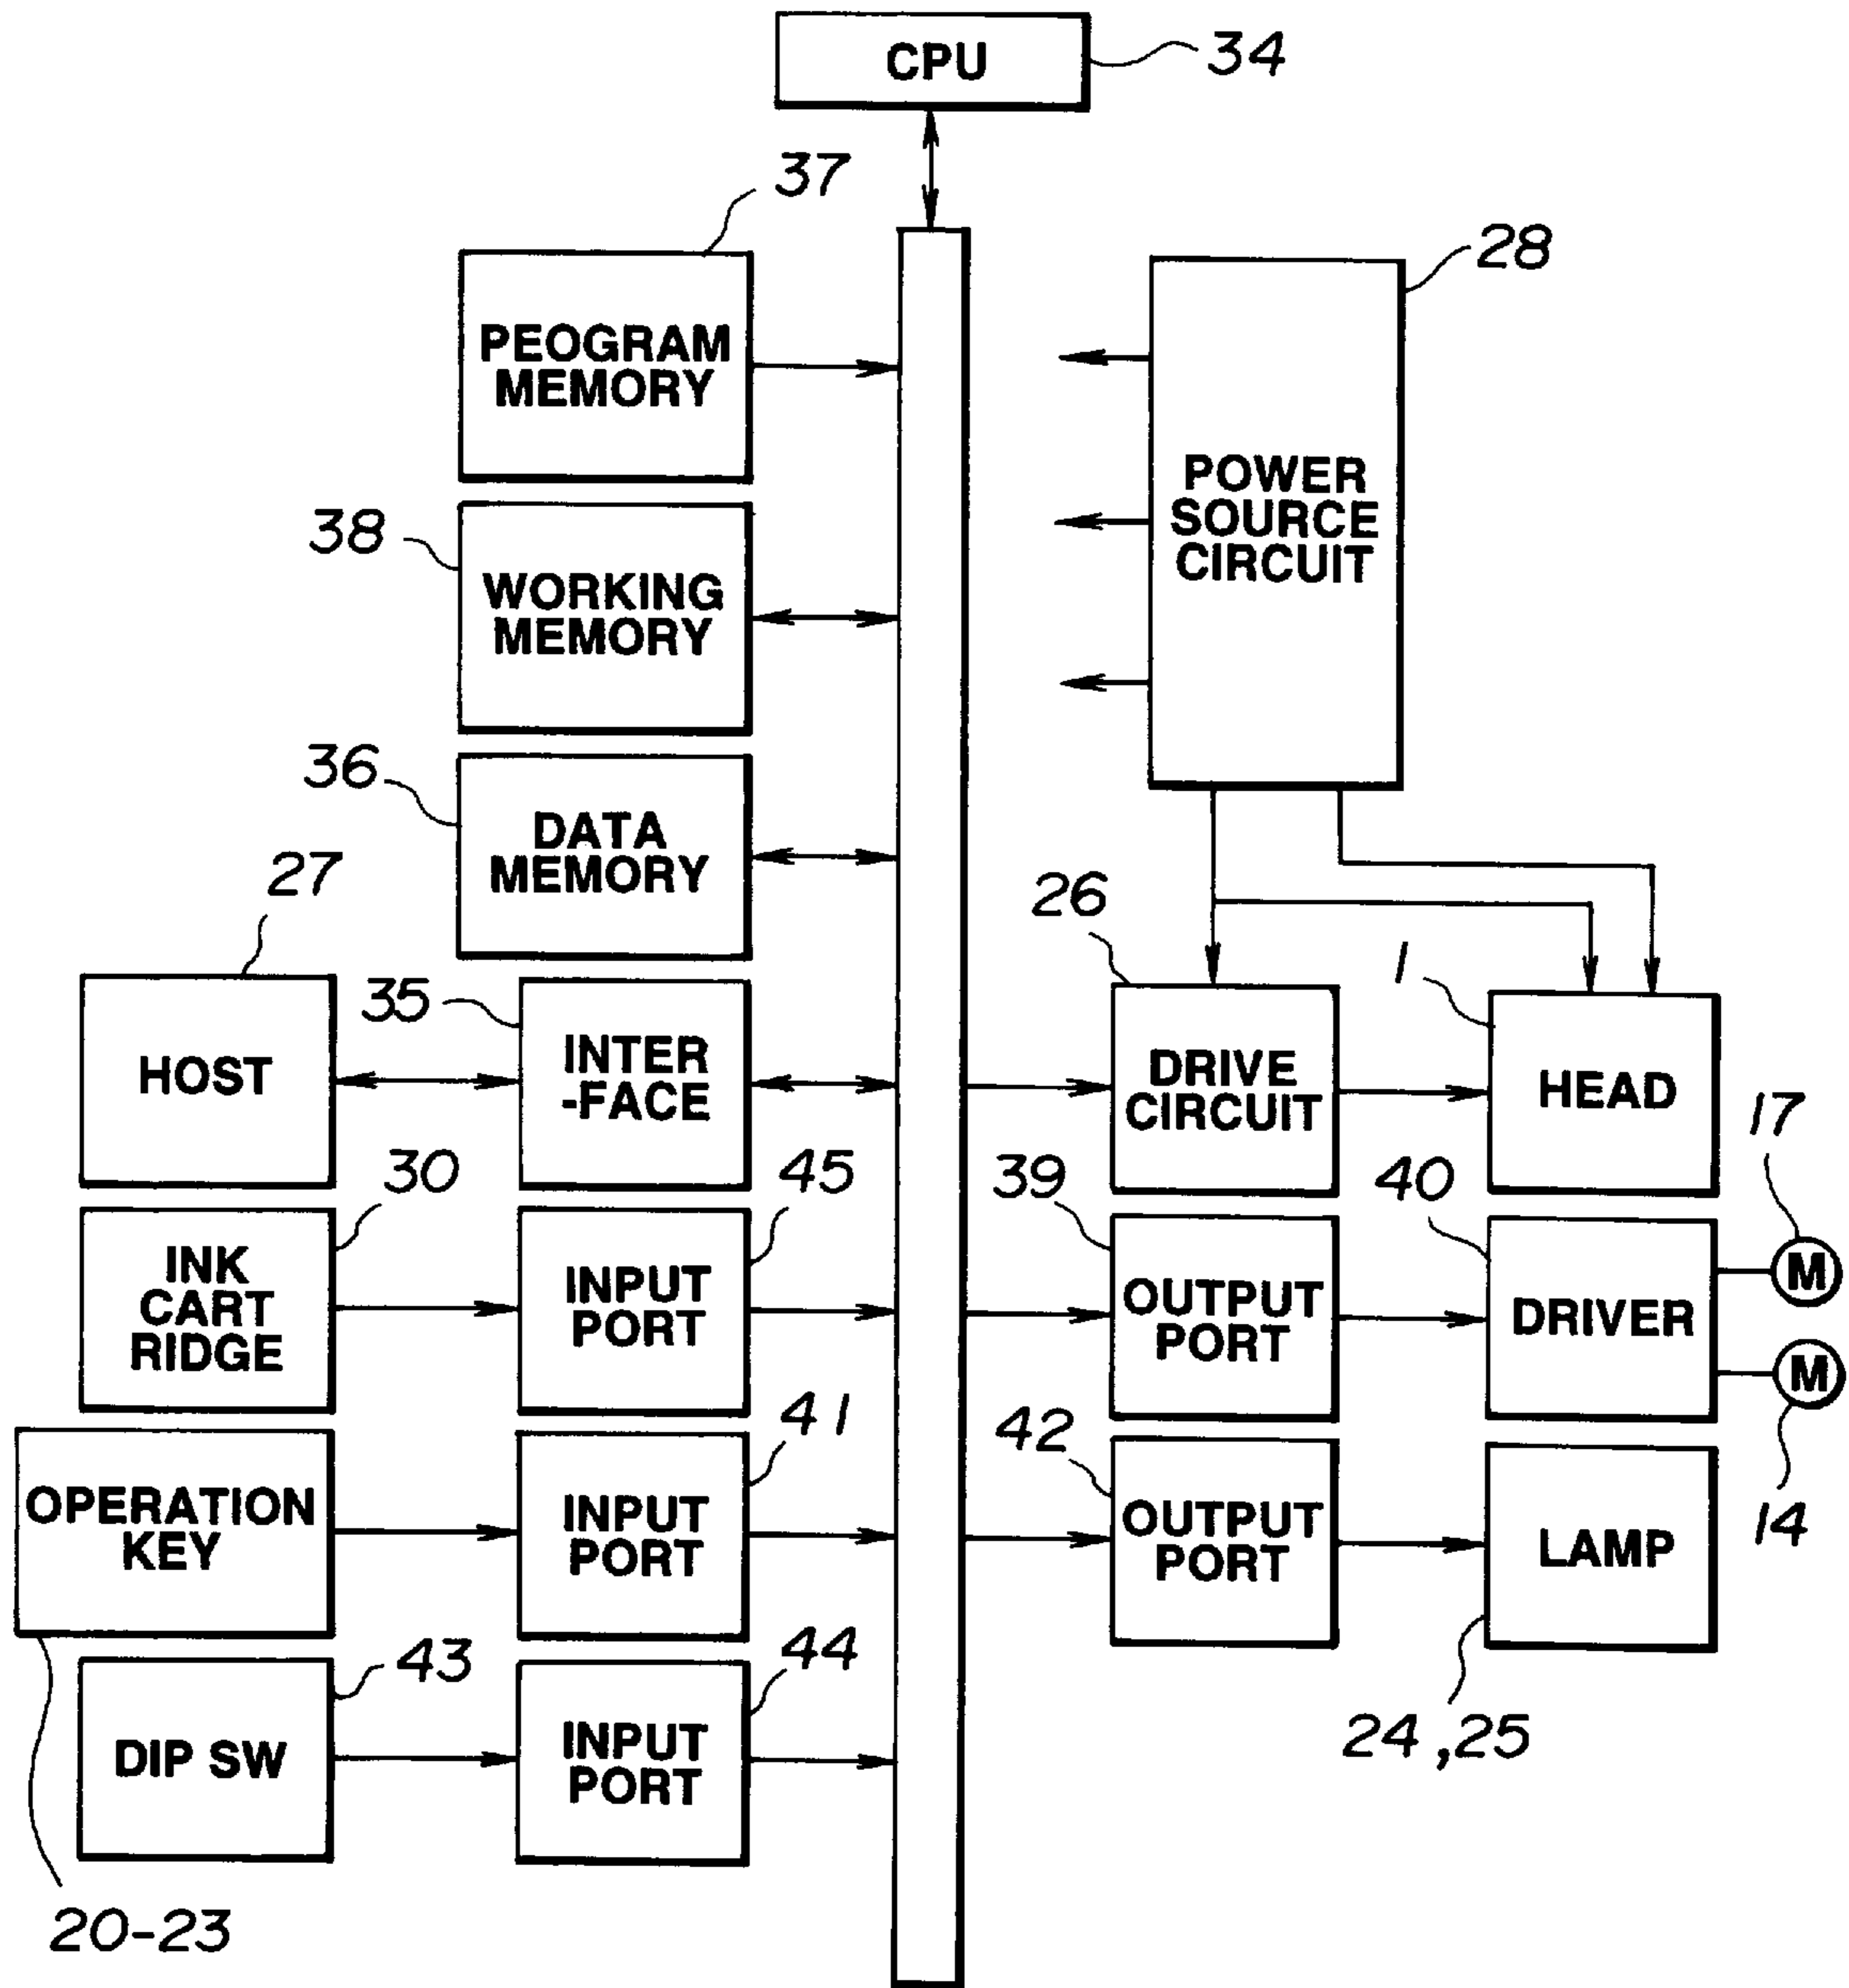 CPU
34
37
PEOGRAM
MEMORY
28
POWER
SOURCE
CIRCUIT
38
WORKING
MEMORY
36
DATA
MEMORY
27
HOST
35
INTER
-FACE
26
DRIVE
CIRCUIT
1
HEAD
17
M
30
INK
CART
RIDGE
45
INPUT
PORT
39
OUTPUT
PORT
40
DRIVER
M
14
OPERATION
KEY
41
INPUT
PORT
42
OUTPUT
PORT
LAMP
24,25
43
DIP SW
44
INPUT
PORT
20-23